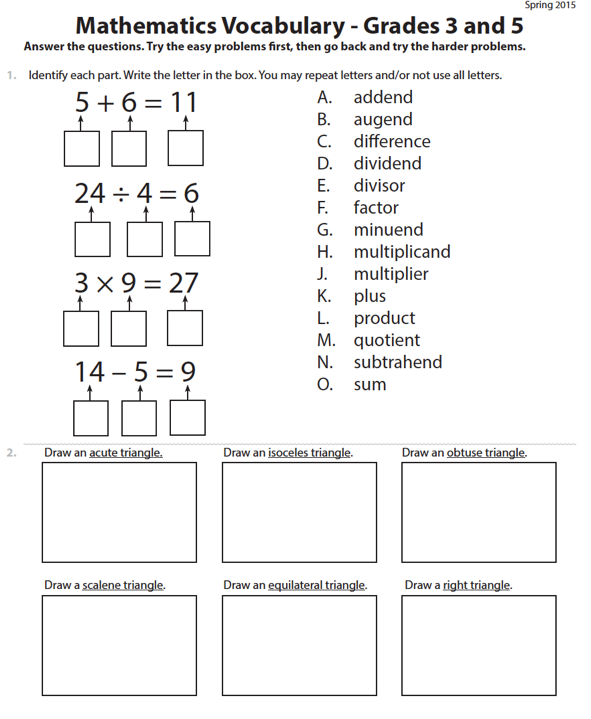 Spring 2015
Mathematics Vocabulary - Grades 3 and 5
Answer the questions. Try the easy problems first, then go back and try the harder problems.
1. Identify each part. Write the letter in the box. You may repeat letters and/or not use all letters.
5 + 6 = 11
24 ÷ 4 = 6
3 × 9 = 27
14 – 5 = 9
A. addend
B. augend
C. difference
D. dividend
E. divisor
F. factor
G. minuend
H. multiplicand
J. multiplier
K. plus
L. product
M. quotient
N. subtrahend
O. sum
2. Draw an acute triangle. Draw an isoceles triangle. Draw an obtuse triangle.
Draw a scalene triangle. Draw an equilateral triangle. Draw a right triangle.